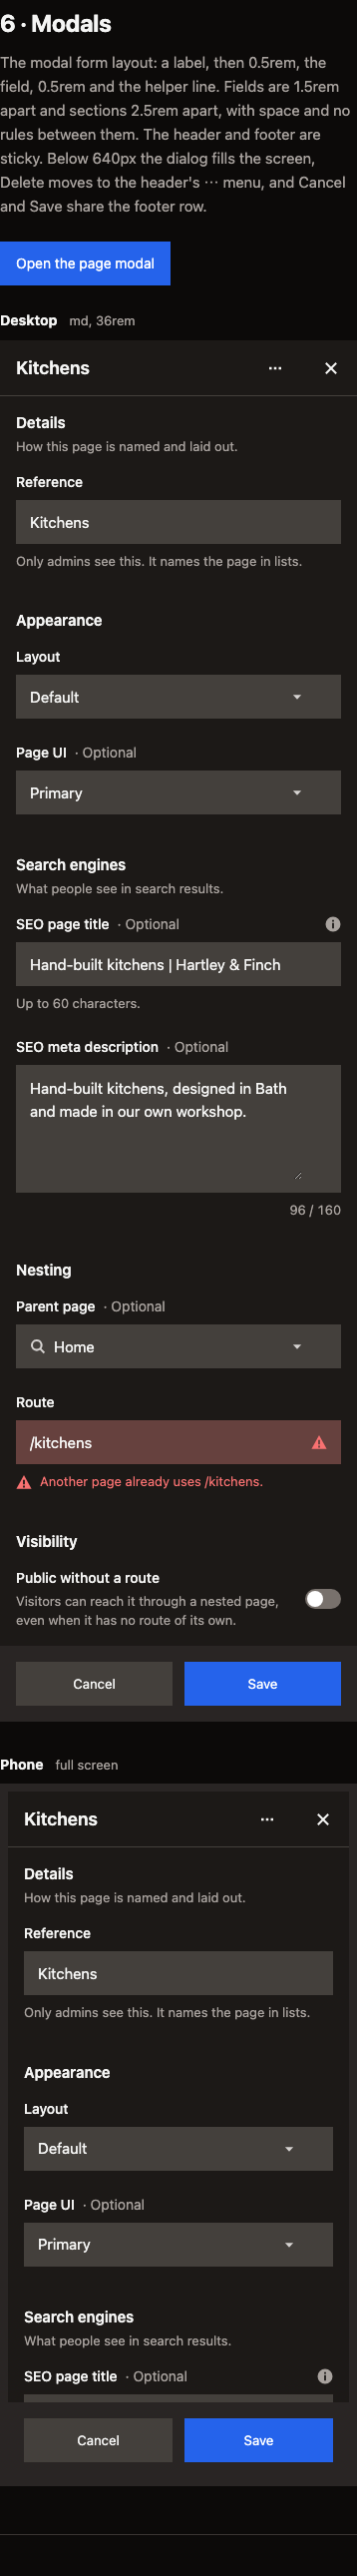 6 · Modals
The modal form layout: a label, then 0.5rem, the
field, 0.5rem and the helper line. Fields are 1.5rem
apart and sections 2.5rem apart, with space and no
rules between them. The header and footer are
sticky. Below 640px the dialog fills the screen,
Delete moves to the header's ··· menu, and Cancel
and Save share the footer row.
Open the page modal
Desktop md, 36rem
Kitchens
Details
How this page is named and laid out.
Reference
Kitchens
Only admins see this. It names the page in lists.
Appearance
Layout
Default
Page UI · Optional
Primary
Search engines
What people see in search results.
SEO page title · Optional
Hand-built kitchens | Hartley & Finch
Up to 60 characters.
SEO meta description · Optional
Hand-built kitchens, designed in Bath
and made in our own workshop.
96 / 160
Nesting
Parent page · Optional
Home
Route
/kitchens
Another page already uses /kitchens.
Visibility
Public without a route
Visitors can reach it through a nested page,
even when it has no route of its own.
Cancel Save
Phone full screen
Kitchens
Details
How this page is named and laid out.
Reference
Kitchens
Only admins see this. It names the page in lists.
Appearance
Layout
Default
Page UI · Optional
Primary
Search engines
What people see in search results.
SEO page title · Optional
Cancel Save